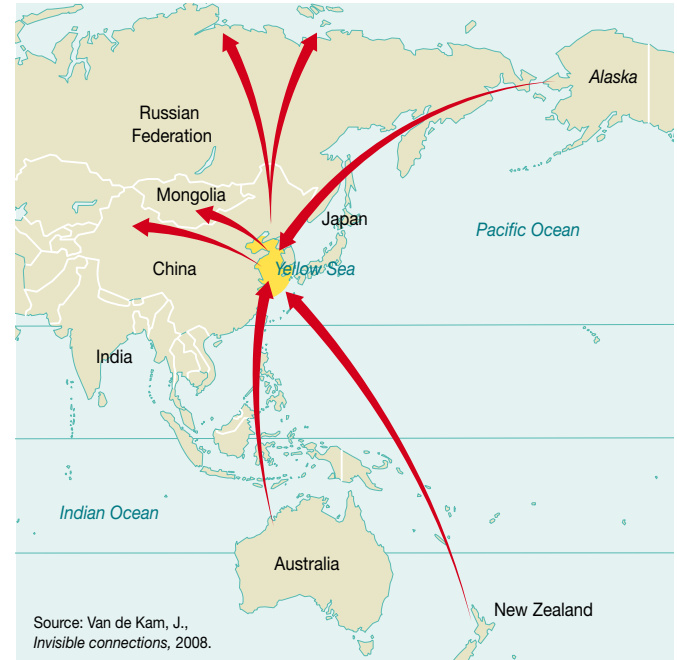 Alaska
Russian
Federation
Mongolia
Japan
Pacific Ocean
China
Yellow Sea
India
Indian Ocean
Australia
New Zealand
Source: Van de Kam, J.,
Invisible connections, 2008.